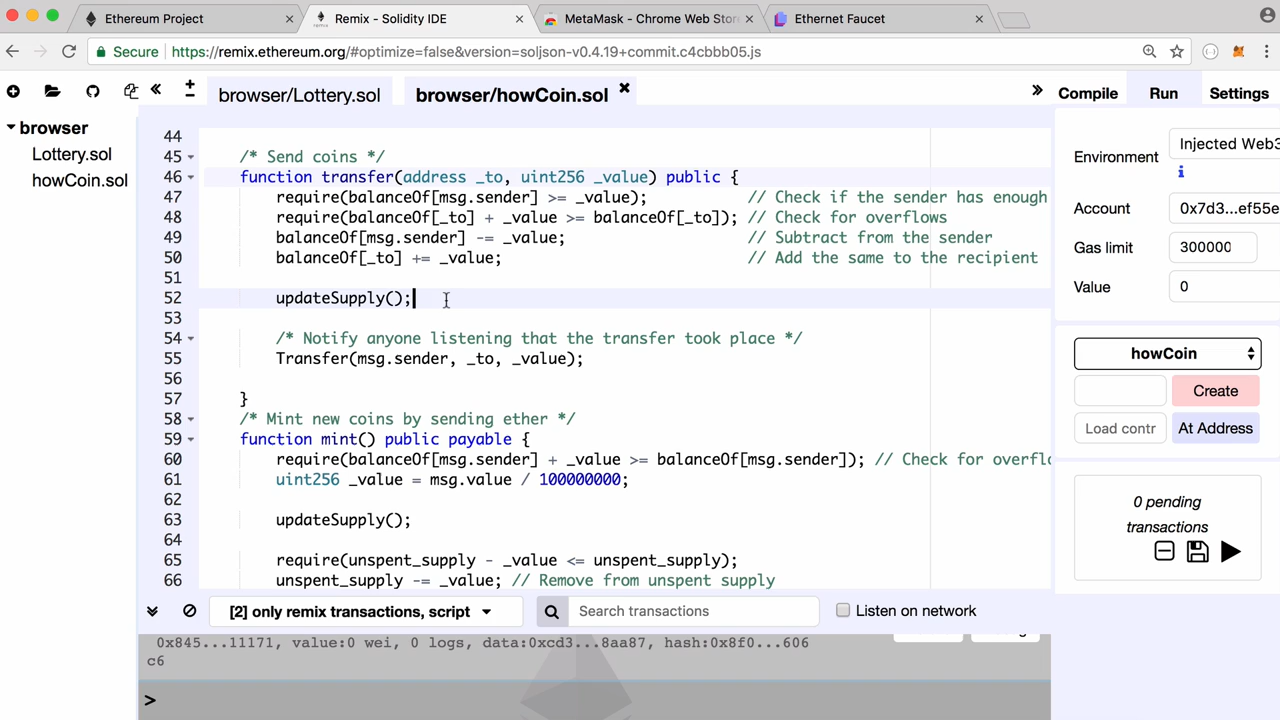 Ethereum Project
Remix - Solidity IDE
MetaMask - Chrome Web Stor
Ethernet Faucet
Secure
https://remix.ethereum.org/#optimize=false&version=soljson-v0.4.19+commit.c4cbbb05.js
browser/Lottery.sol
browser/howCoin.sol
Compile
Run
Settings
browser
Lottery.sol
howCoin.sol
44
45 /* Send coins */
46 function transfer(address _to, uint256 _value) public {
47 require(balanceOf[msg.sender] >= _value); // Check if the sender has enough
48 require(balanceOf[_to] + _value >= balanceOf[_to]); // Check for overflows
49 balanceOf[msg.sender] -= _value; // Subtract from the sender
50 balanceOf[_to] += _value; // Add the same to the recipient
51
52 updateSupply();
53
54 /* Notify anyone listening that the transfer took place */
55 Transfer(msg.sender, _to, _value);
56
57 }
58 /* Mint new coins by sending ether */
59 function mint() public payable {
60 require(balanceOf[msg.sender] + _value >= balanceOf[msg.sender]); // Check for overflo
61 uint256 _value = msg.value / 100000000;
62
63 updateSupply();
64
65 require(unspent_supply - _value <= unspent_supply);
66 unspent_supply -= _value; // Remove from unspent supply
Environment
Injected Web3
Account
0x7d3...ef55e
Gas limit
300000
Value
0
howCoin
Create
Load contr
At Address
0 pending
transactions
[2] only remix transactions, script
Search transactions
Listen on network
0x845...11171, value:0 wei, 0 logs, data:0xcd3...8aa87, hash:0x8f0...606
c6
>